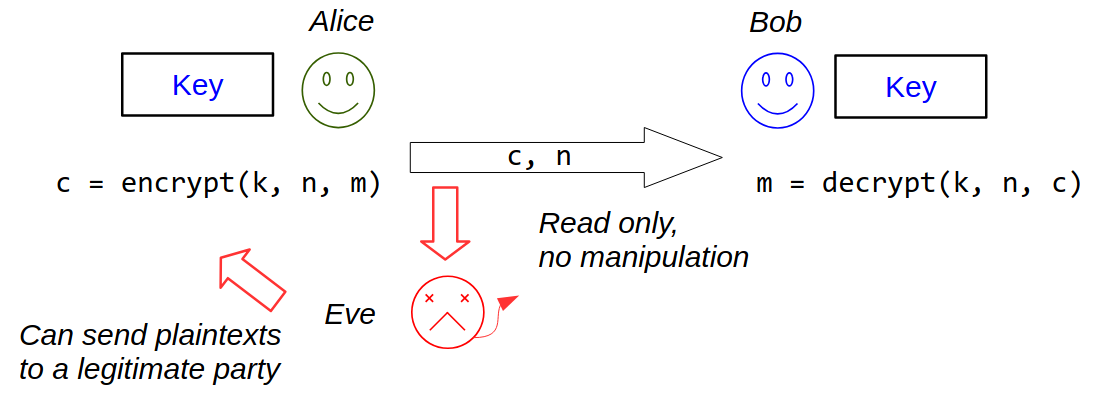 Alice
Bob
Key
Key
c, n
c = encrypt(k, n, m)
m = decrypt(k, n, c)
Read only,
no manipulation
Eve
Can send plaintexts
to a legitimate party